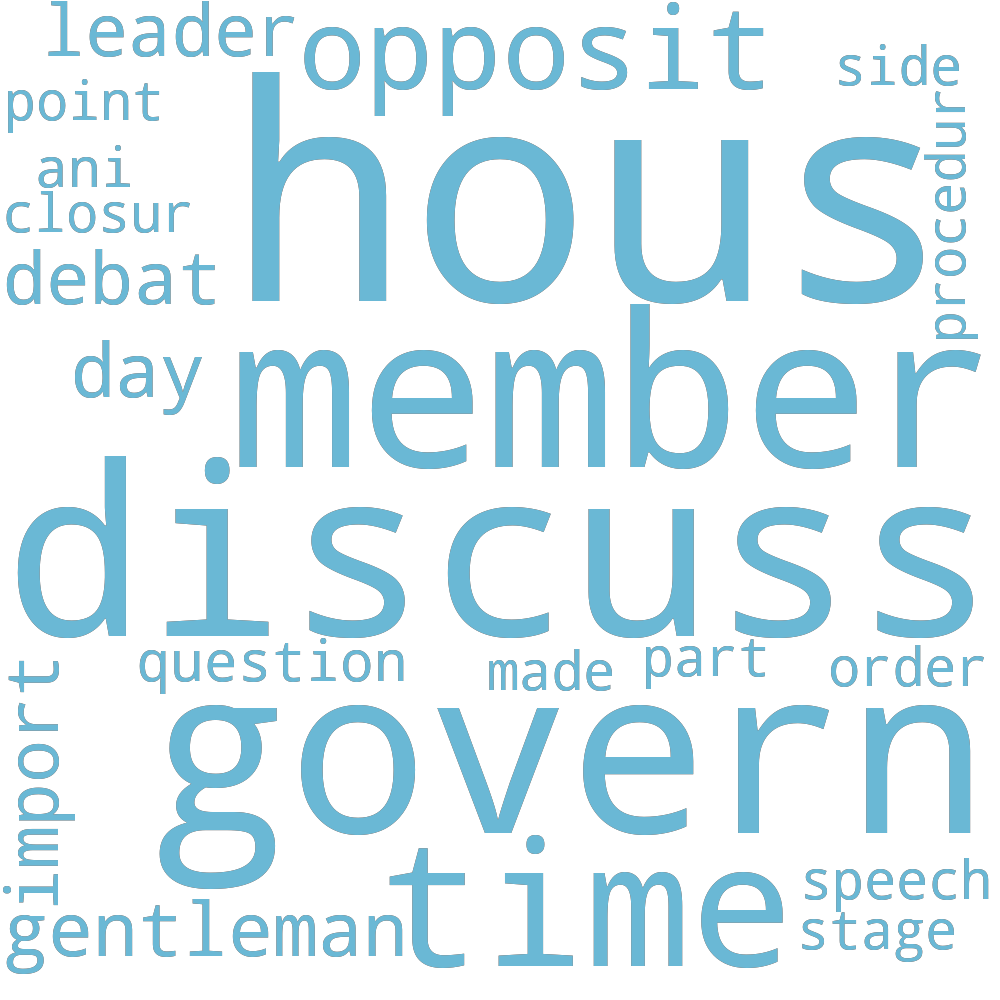 leader
opposit
side
point
procedur
ani
hous
closur
debat
day
member
discuss
question
made
part
order
import
govern
time
speech
gentleman
stage